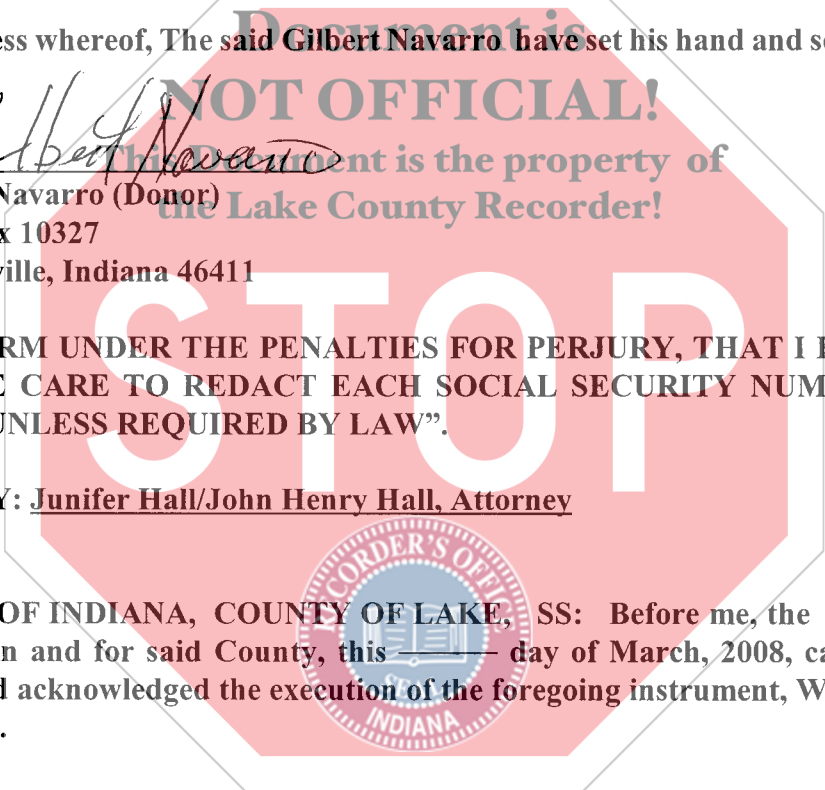 Document is
ess whereof, The said Gilbert Navarro have set his hand and se
NOT OFFICIAL!
lbert Navarro
This Document is the property of
Navarro (Donor)
the Lake County Recorder!
x 10327
ville, Indiana 46411
STOP
RM UNDER THE PENALTIES FOR PERJURY, THAT I
E CARE TO REDACT EACH SOCIAL SECURITY NUM
UNLESS REQUIRED BY LAW”.
Y: Junifer Hall/John Henry Hall, Attorney
RECORDER'S OFFICE
OF INDIANA, COUNTY OF LAKE, SS: Before me, the
n and for said County, this ——— day of March, 2008, ca
d acknowledged the execution of the foregoing instrument, W
SEAL
INDIANA